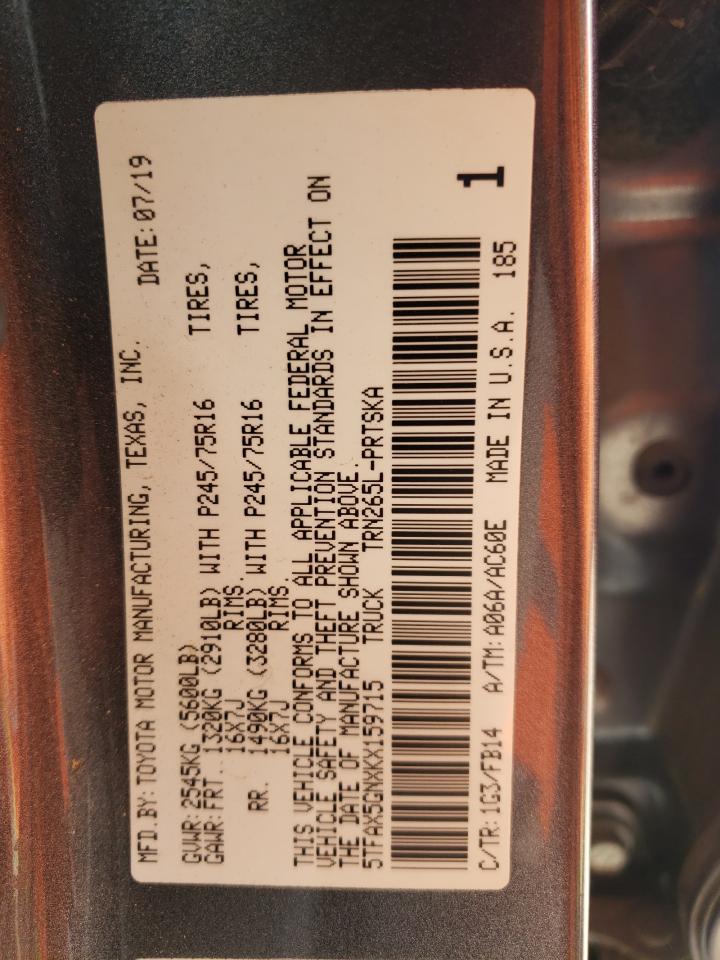 MFD.BY: TOYOTA MOTOR MANUFACTURING, TEXAS, INC. DATE: 07/19
GVWR: 2545KG (5600LB)
GAWR: FRT. 1320KG (2910LB) WITH P245/75R16 TIRES,
16X7J RIMS.
RR. 1490KG (3280LB) WITH P245/75R16 TIRES,
16X7J RIMS.
THIS VEHICLE CONFORMS TO ALL APPLICABLE FEDERAL MOTOR
VEHICLE SAFETY AND THEFT PREVENTION STANDARDS IN EFFECT ON
THE DATE OF MANUFACTURE SHOWN ABOVE.
5TFAX5GNXKX159715 TRUCK TRN265L-PRTSKA
1
C/TR: 1G3/FB14 A/TM: A06A/AC60E MADE IN U.S.A. 185